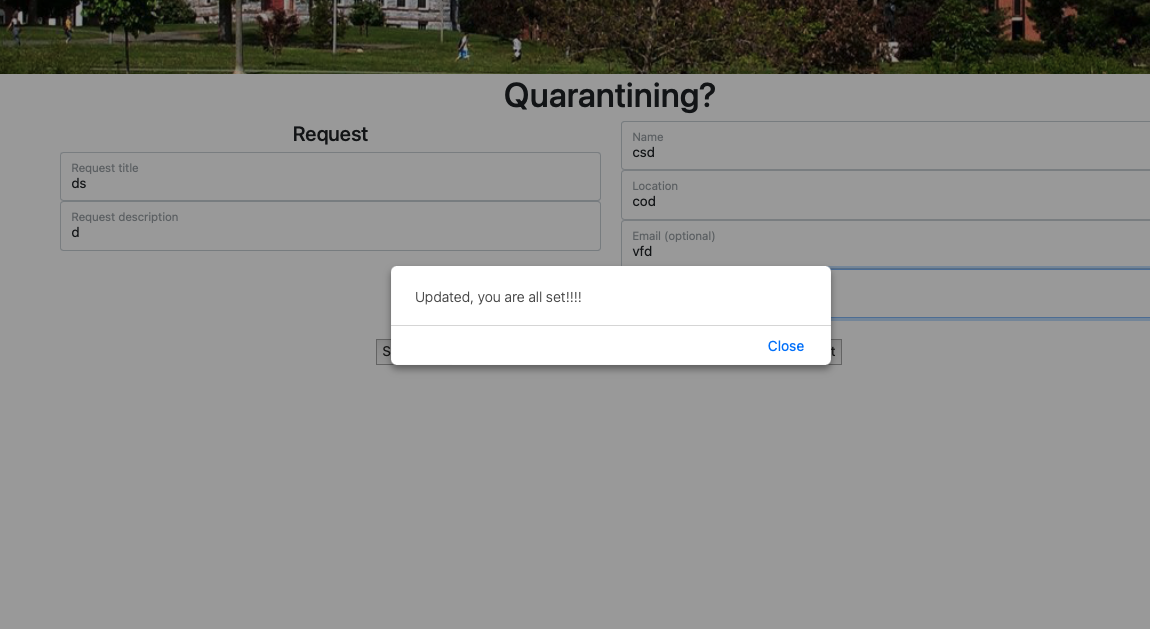 Quarantining?
Request
Request title
ds
Request description
d
Name
csd
Location
cod
Email (optional)
vfd
Updated, you are all set!!!!
Close